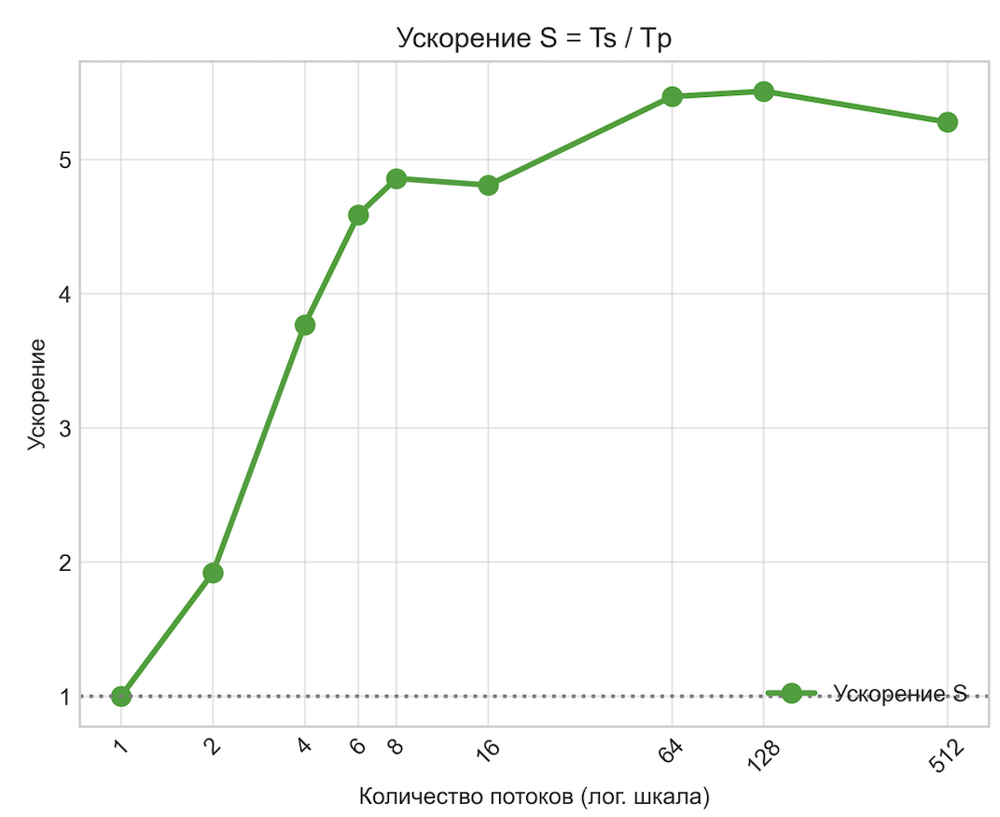 Ускорение S = Ts / Tp
Ускорение
5
4
3
2
1
Ускорение S
1 2 4 6 8 16 64 128 512
Количество потоков (лог. шкала)